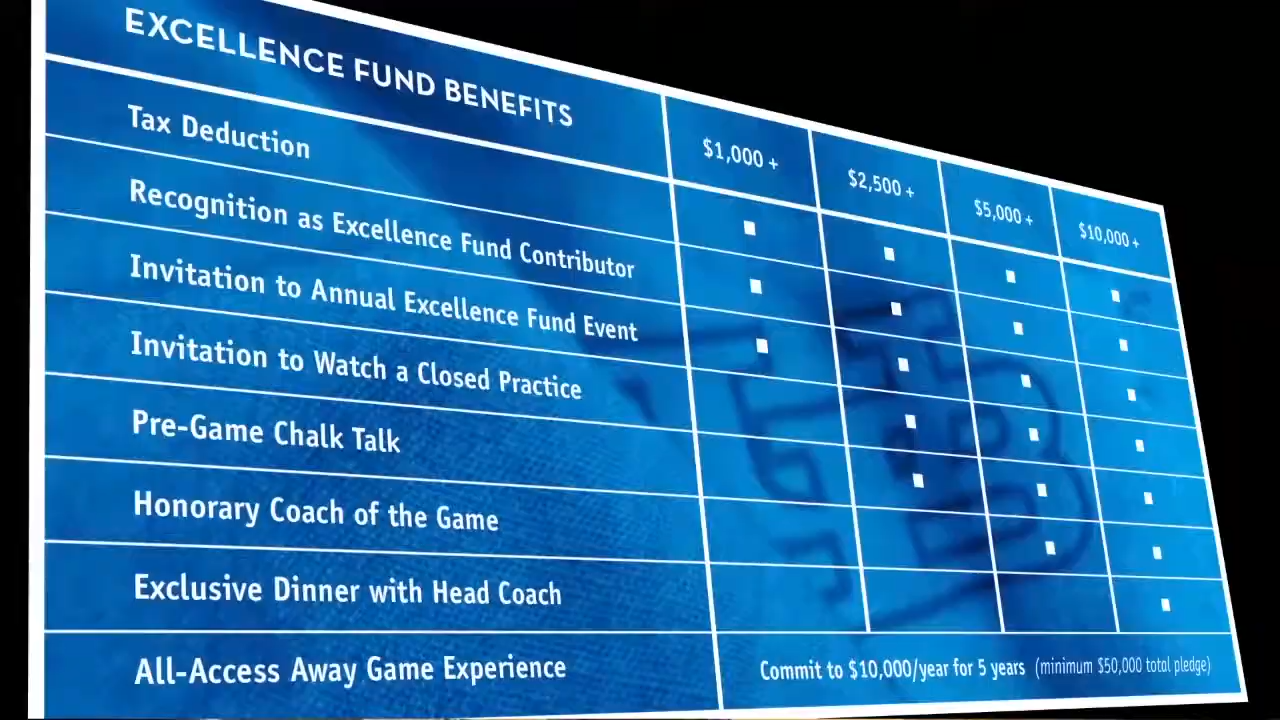 EXCELLENCE FUND BENEFITS
$1,000 +
$2,500 +
$5,000 +
$10,000 +
Tax Deduction
Recognition as Excellence Fund Contributor
Invitation to Annual Excellence Fund Event
Invitation to Watch a Closed Practice
Pre-Game Chalk Talk
Honorary Coach of the Game
Exclusive Dinner with Head Coach
All-Access Away Game Experience
Commit to $10,000/year for 5 years (minimum $50,000 total pledge)